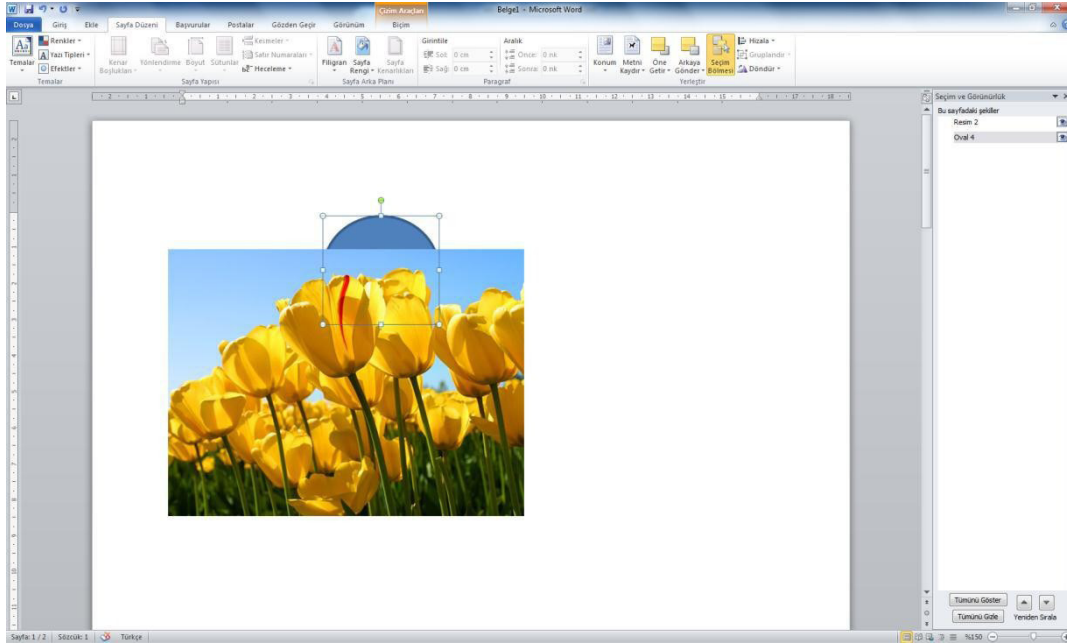 Belge1 - Microsoft Word
Çizim Araçları
Dosya Giriş Ekle Sayfa Düzeni Başvurular Postalar Gözden Geçir Görünüm Biçim
Temalar
Renkler
Yazı Tipleri
Efektler
Temalar
Kenar Boşlukları
Yönlendirme
Boyut
Sütunlar
Kesmeler
Satır Numaraları
Heceleme
Sayfa Yapısı
Filigran
Sayfa Rengi
Sayfa Kenarlıkları
Sayfa Arka Planı
Girintile
Sol: 0 cm
Sağ: 0 cm
Aralık
Önce: 0 nk
Sonra: 0 nk
Paragraf
Konum
Metni Kaydır
Öne Getir
Arkaya Gönder
Seçim Bölmesi
Hizala
Gruplandır
Döndür
Yerleştir
Seçim ve Görünürlük
Bu sayfadaki şekiller
Resim 2
Oval 4
Tümünü Göster
Tümünü Gizle
Yeniden Sırala
Sayfa: 1 / 2 Sözcük: 1 Türkçe %150